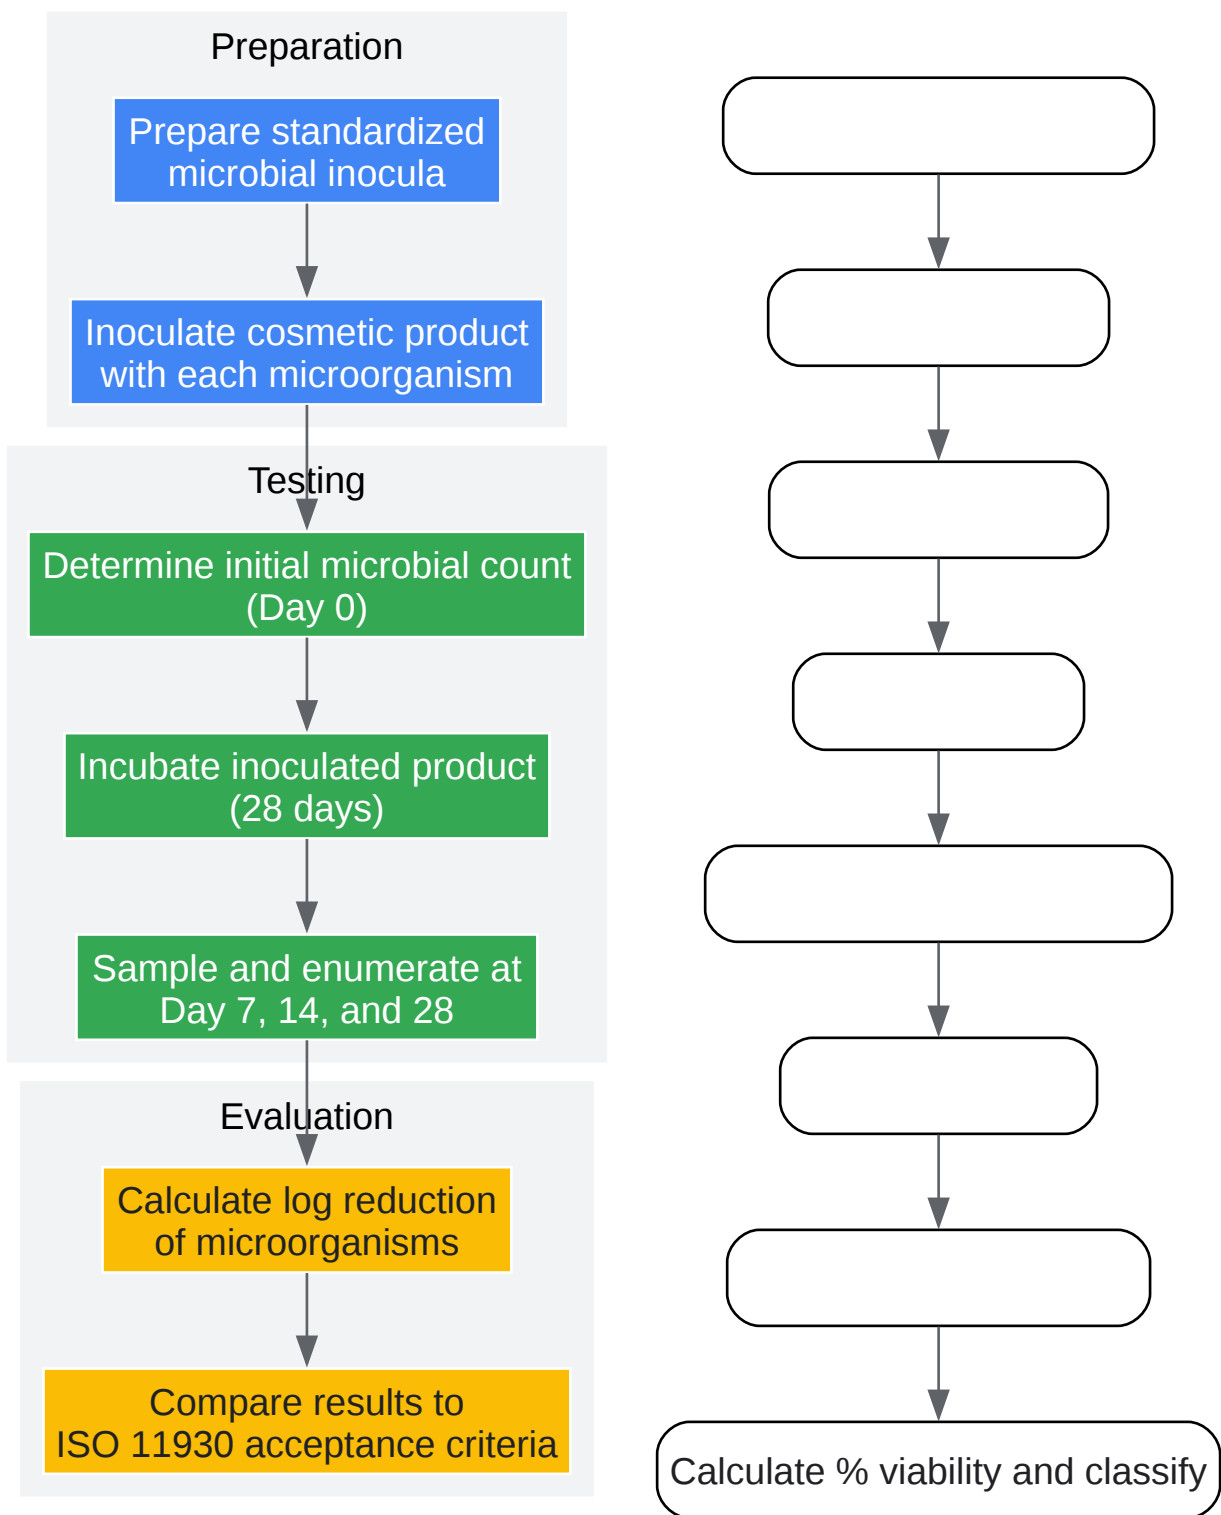 Preparation
Prepare standardized
microbial inocula
Inoculate cosmetic product
with each microorganism
Testing
Determine initial microbial count
(Day 0)
Incubate inoculated product
(28 days)
Sample and enumerate at
Day 7, 14, and 28
Evaluation
Calculate log reduction
of microorganisms
Compare results to
ISO 11930 acceptance criteria
Calculate % viability and classify